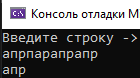 Консоль отладки M
Введите строку ->
апрпарапрапр
апр